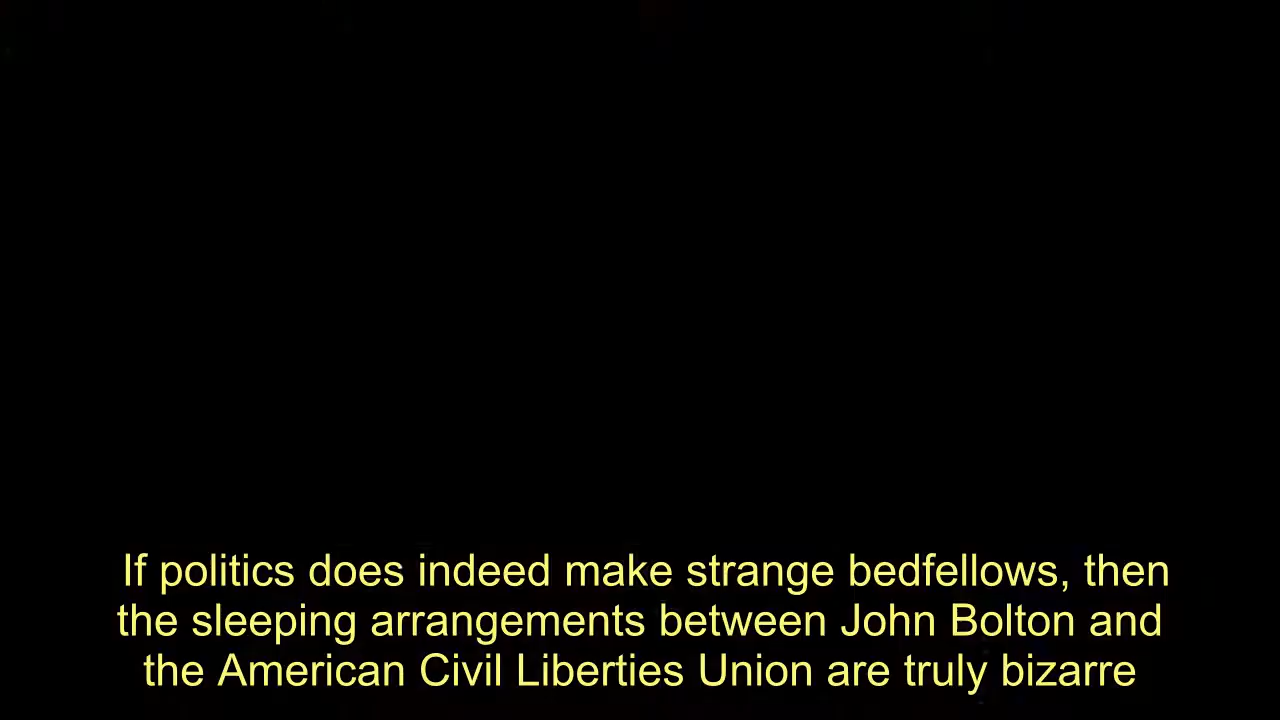 If politics does indeed make strange bedfellows, then
the sleeping arrangements between John Bolton and
the American Civil Liberties Union are truly bizarre